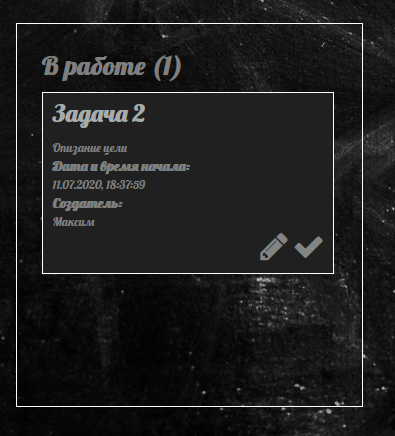 В работе (1)
Задача 2
Описание цели
Дата и время начала:
11.07.2020, 18:37:59
Создатель:
Максим